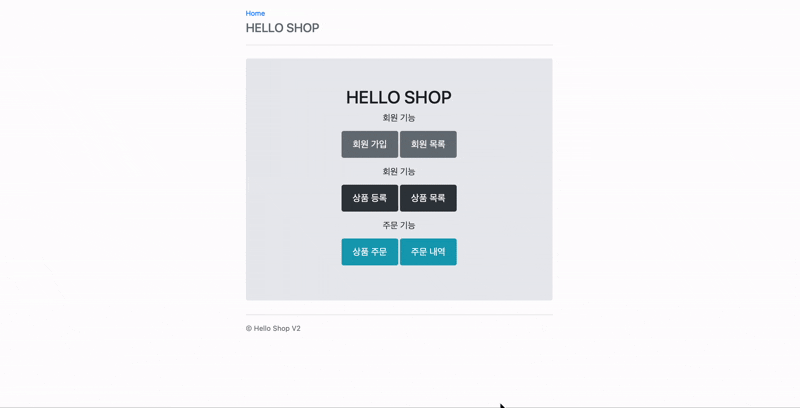 Home
HELLO SHOP
HELLO SHOP
회원 기능
회원 가입 회원 목록
회원 기능
상품 등록 상품 목록
주문 기능
상품 주문 주문 내역
© Hello Shop V2